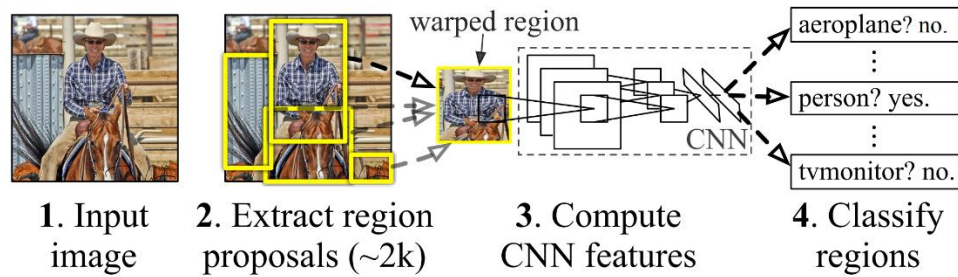 warped region
aeroplane? no.
person? yes.
CNN
tvmonitor? no.
1. Input
image
2. Extract region
proposals (~2k)
3. Compute
CNN features
4. Classify
regions